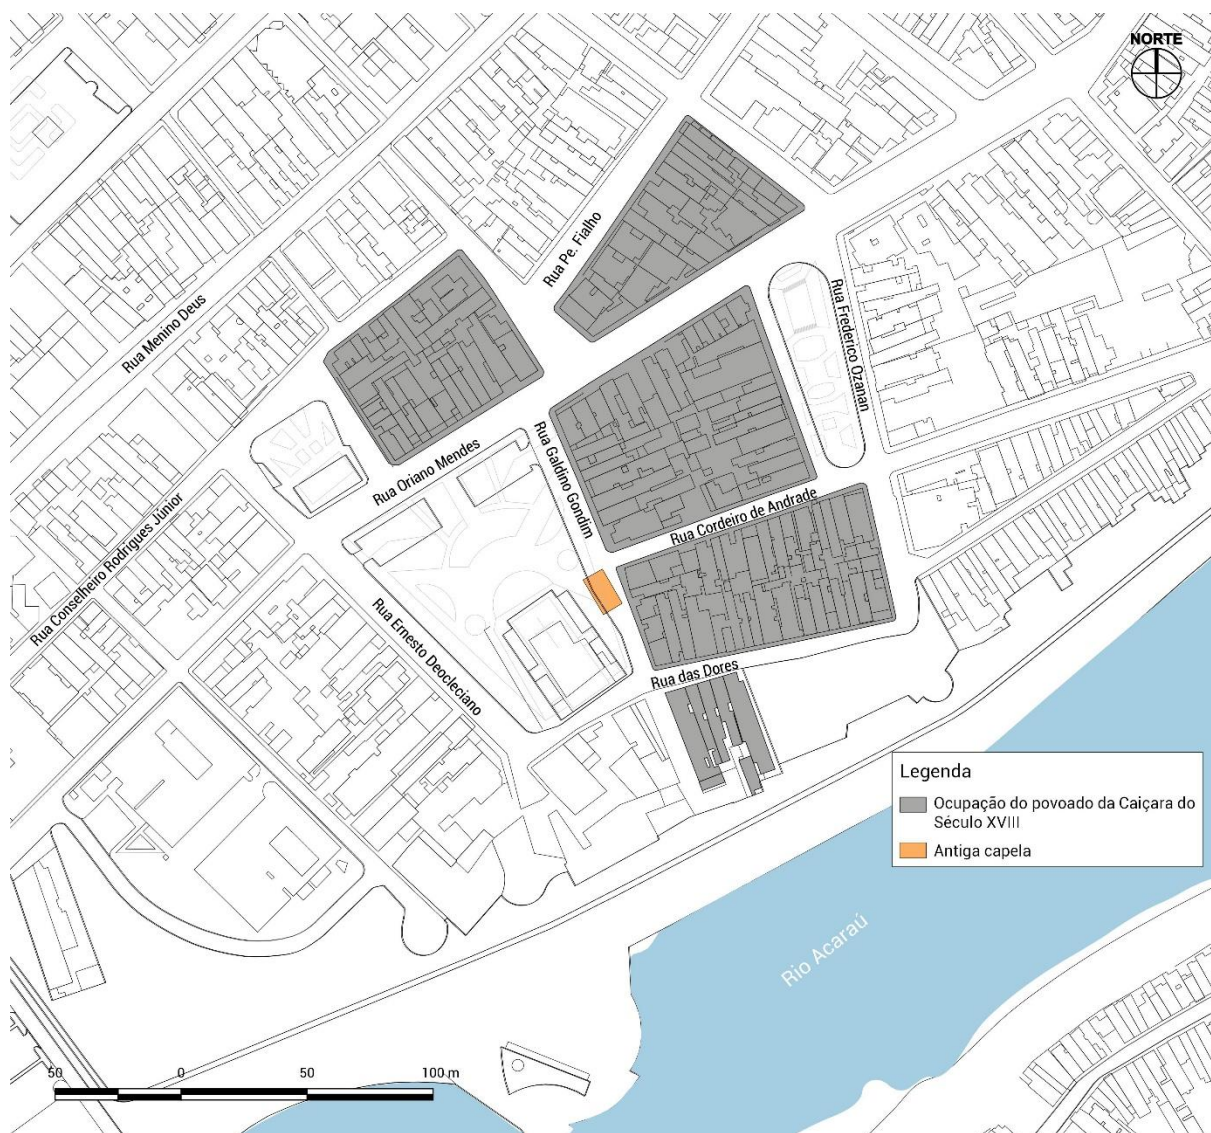 NORTE
Rua Pe. Fialho
Rua Menino Deus
Rua Frederico Ozanan
Rua Oriano Mendes
Rua Galdino Gondim
Rua Conselheiro Rodrigues Júnior
Rua Cordeiro de Andrade
Rua Ernesto Deocleciano
Rua das Dores
Legenda
Ocupação do povoado da Caiçara do
Século XVIII
Antiga capela
Rio Acaraú
50 0 50 100 m